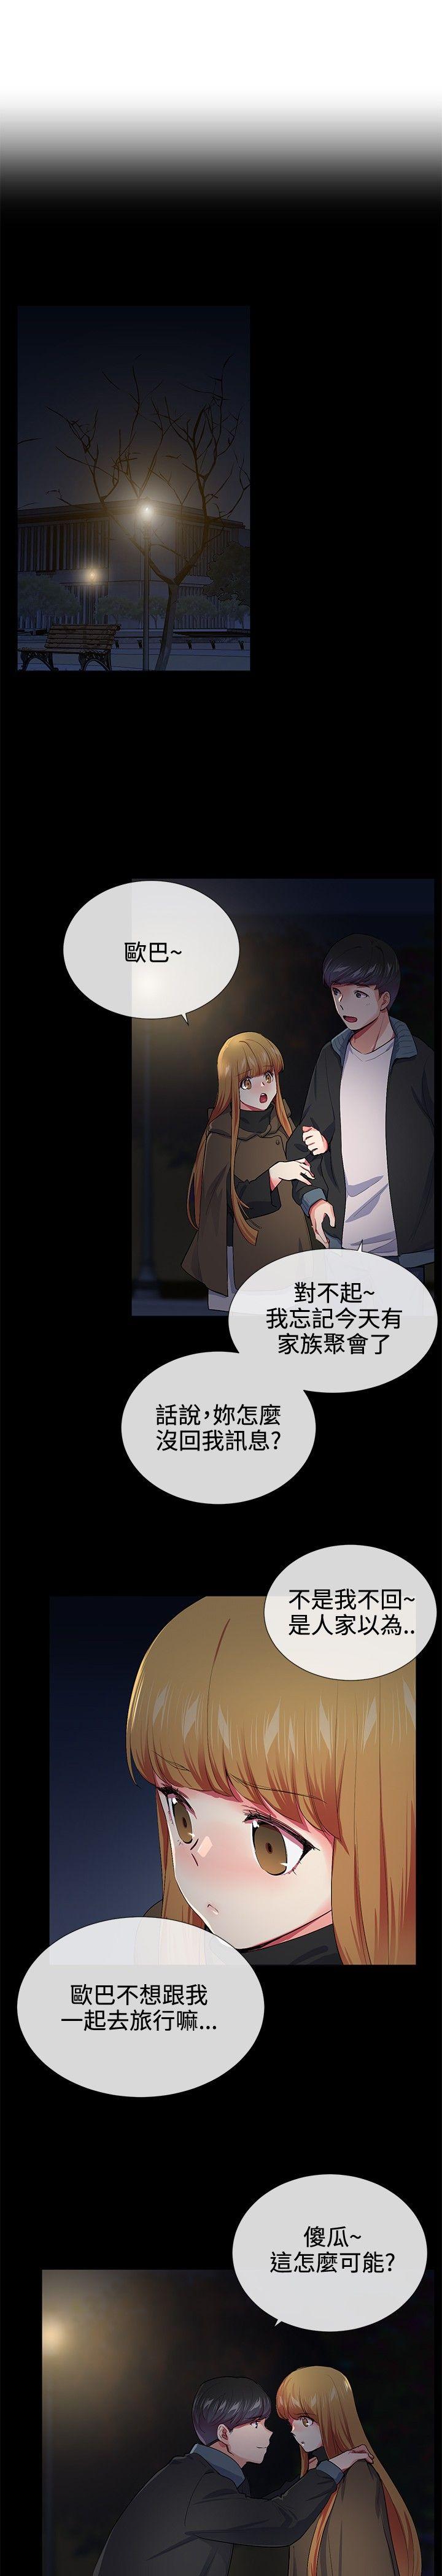 歐巴~
對不起~
我忘記今天有
家族聚會了
話說，妳怎麼
沒回我訊息?
不是我不回~
是人家以為..
歐巴不想跟我
一起去旅行嘛...
傻瓜~
這怎麼可能?